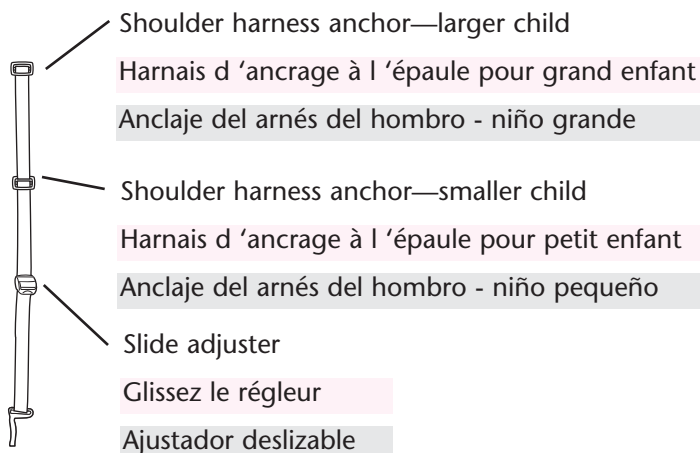 Shoulder harness anchor—larger child
Harnais d ‘ancrage à l ‘épaule pour grand enfant
Anclaje del arnés del hombro - niño grande
Shoulder harness anchor—smaller child
Harnais d ‘ancrage à l ‘épaule pour petit enfant
Anclaje del arnés del hombro - niño pequeño
Slide adjuster
Glissez le régleur
Ajustador deslizable